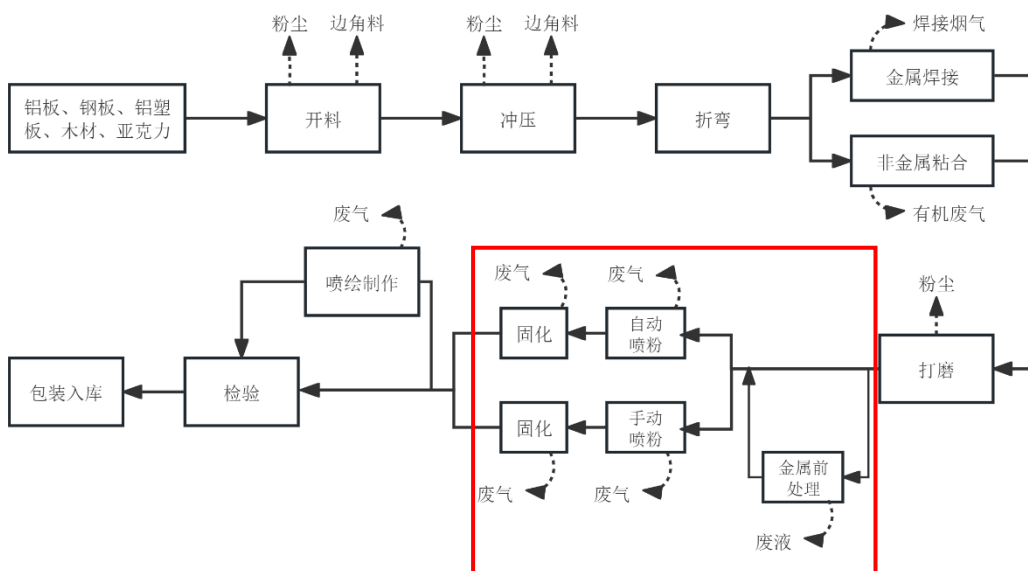 粉尘
边角料
粉尘
边角料
焊接烟气
铝板、钢板、铝塑
板、木材、亚克力
开料
冲压
折弯
金属焊接
非金属粘合
有机废气
废气
喷绘制作
废气
废气
固化
自动
喷粉
粉尘
打磨
包装入库
检验
固化
手动
喷粉
废气
废气
金属前
处理
废液